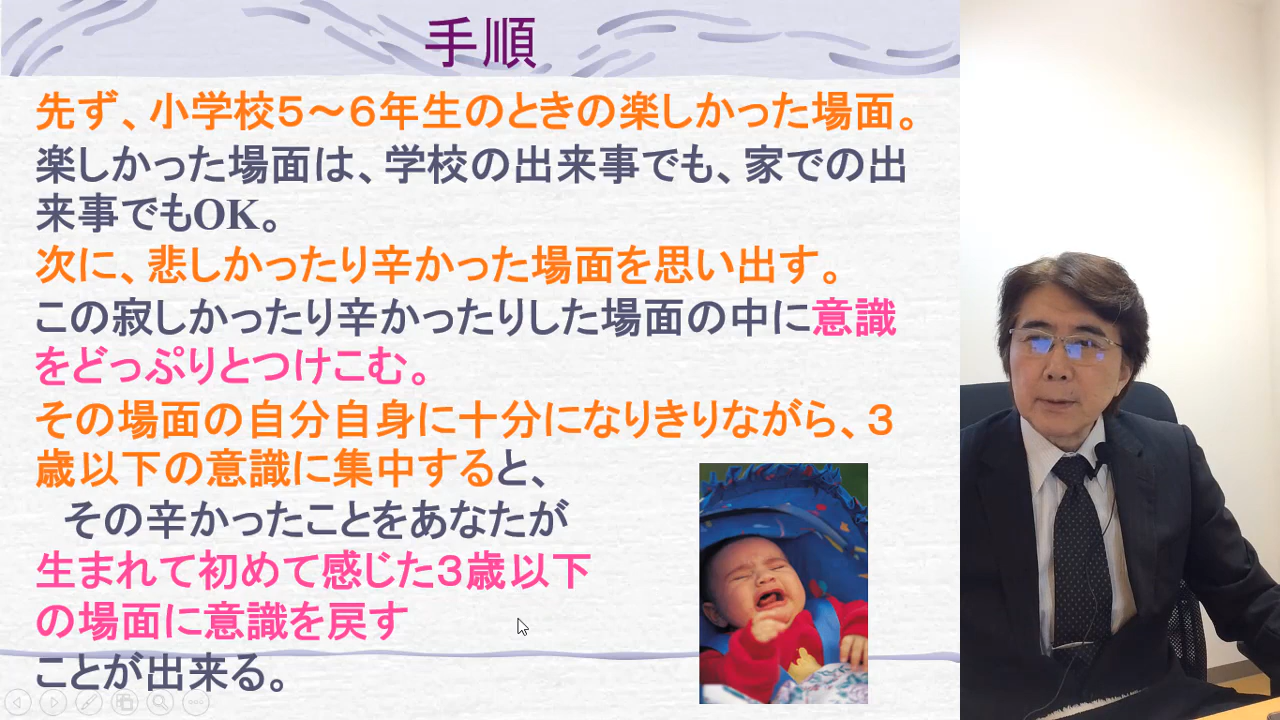 手順
先ず、小学校５～６年生のときの楽しかった場面。
楽しかった場面は、学校の出来事でも、家での出
来事でもOK。
次に、悲しかったり辛かった場面を思い出す。
この寂しかったり辛かったりした場面の中に意識
をどっぷりとつけこむ。
その場面の自分自身に十分になりきりながら、３
歳以下の意識に集中すると、
その辛かったことをあなたが
生まれて初めて感じた３歳以下
の場面に意識を戻す
ことが出来る。